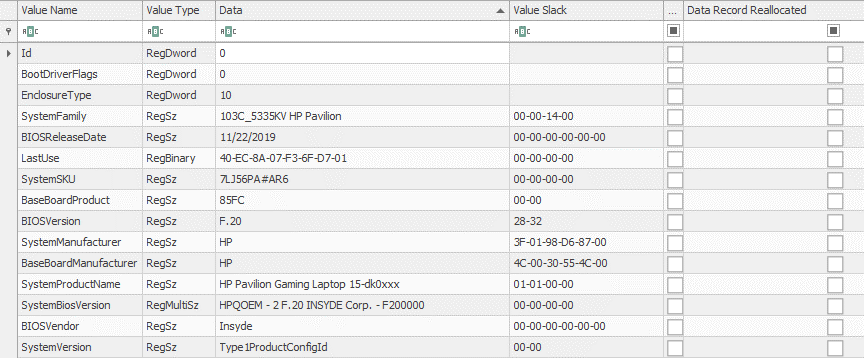 Value Name Value Type Data Value Slack ... Data Record Reallocated
ABC ABC ABC ABC
Id RegDword 0
BootDriverFlags RegDword 0
EnclosureType RegDword 10
SystemFamily RegSz 103C_5335KV HP Pavilion 00-00-14-00
BIOSReleaseDate RegSz 11/22/2019 00-00-00-00-00-00
LastUse RegBinary 40-EC-8A-07-F3-6F-D7-01 00-00-00-00
SystemSKU RegSz 7LJ56PA#AR6 00-00-00-00
BaseBoardProduct RegSz 85FC 00-00
BIOSVersion RegSz F.20 28-32
SystemManufacturer RegSz HP 3F-01-98-D6-87-00
BaseBoardManufacturer RegSz HP 4C-00-30-55-4C-00
SystemProductName RegSz HP Pavilion Gaming Laptop 15-dk0xxx 01-01-00-00
SystemBiosVersion RegMultiSz HPQOEM - 2 F.20 INSYDE Corp. - F200000 00-00-00-00
BIOSVendor RegSz Insyde 00-00-00-00-00-00
SystemVersion RegSz Type1ProductConfigId 00-00